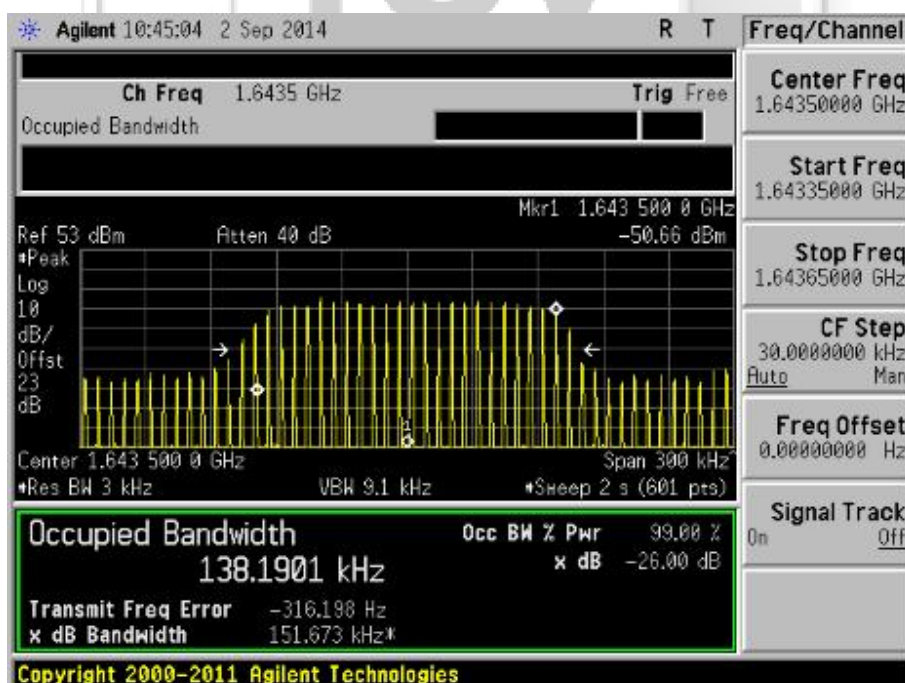 Agilent 10:45:04 2 Sep 2014 R T
Freq/Channel
Ch Freq 1.6435 GHz Trig Free
Occupied Bandwidth
Center Freq
1.64350000 GHz
Start Freq
1.64335000 GHz
Mkr1 1.643 500 0 GHz
Ref 53 dBm Atten 40 dB -50.66 dBm
*Peak
Log
10
dB/
Offst
23
dB
1
Stop Freq
1.64365000 GHz
CF Step
30.0000000 kHz
Auto Man
Freq Offset
0.00000000 Hz
Center 1.643 500 0 GHz Span 300 kHz^
*Res BW 3 kHz VBW 9.1 kHz *Sweep 2 s (601 pts)
Signal Track
On Off
Occupied Bandwidth Occ BW % Pwr 99.00 %
138.1901 kHz x dB -26.00 dB
Transmit Freq Error -316.198 Hz
x dB Bandwidth 151.673 kHz*
Copyright 2000-2011 Agilent Technologies